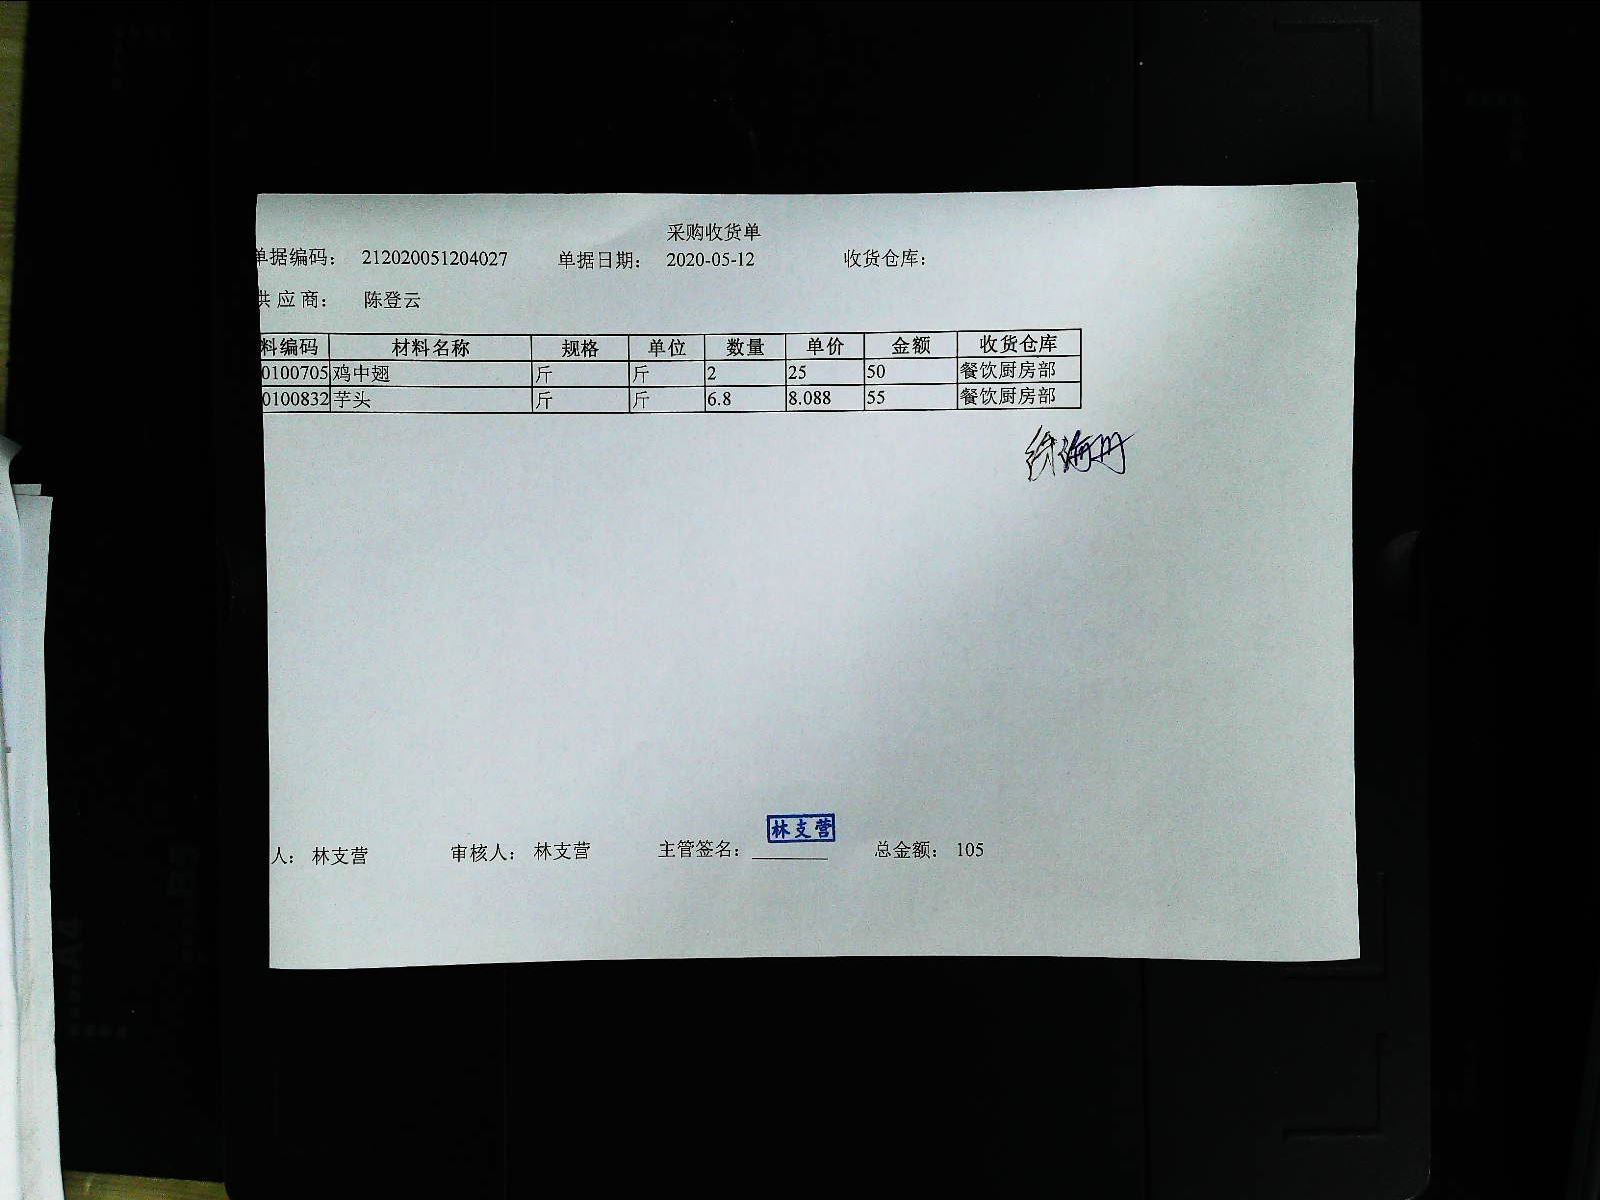 采购收货单
单据编码： 212020051204027 单据日期： 2020-05-12 收货仓库：
供 应 商： 陈登云
料编码 材料名称 规格 单位 数量 单价 金额 收货仓库
0100705 鸡中翅 斤 斤 2 25 50 餐饮厨房部
0100832 芋头 斤 斤 6.8 8.088 55 餐饮厨房部
林支营
人： 林支营 审核人： 林支营 主管签名： 总金额： 105
A4